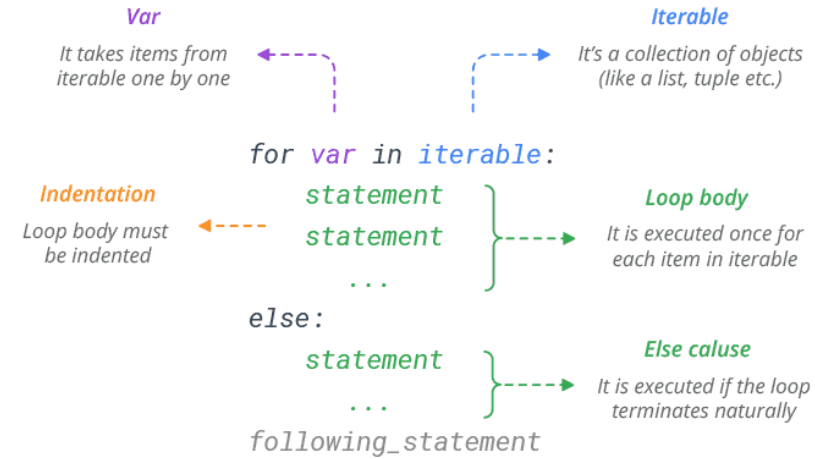 Var
Iterable
It takes items from
iterable one by one
It's a collection of objects
(like a list, tuple etc.)
for var in iterable:
Indentation
Loop body must
be indented
statement
statement
...
Loop body
It is executed once for
each item in iterable
else:
statement
...
Else caluse
It is executed if the loop
terminates naturally
following_statement